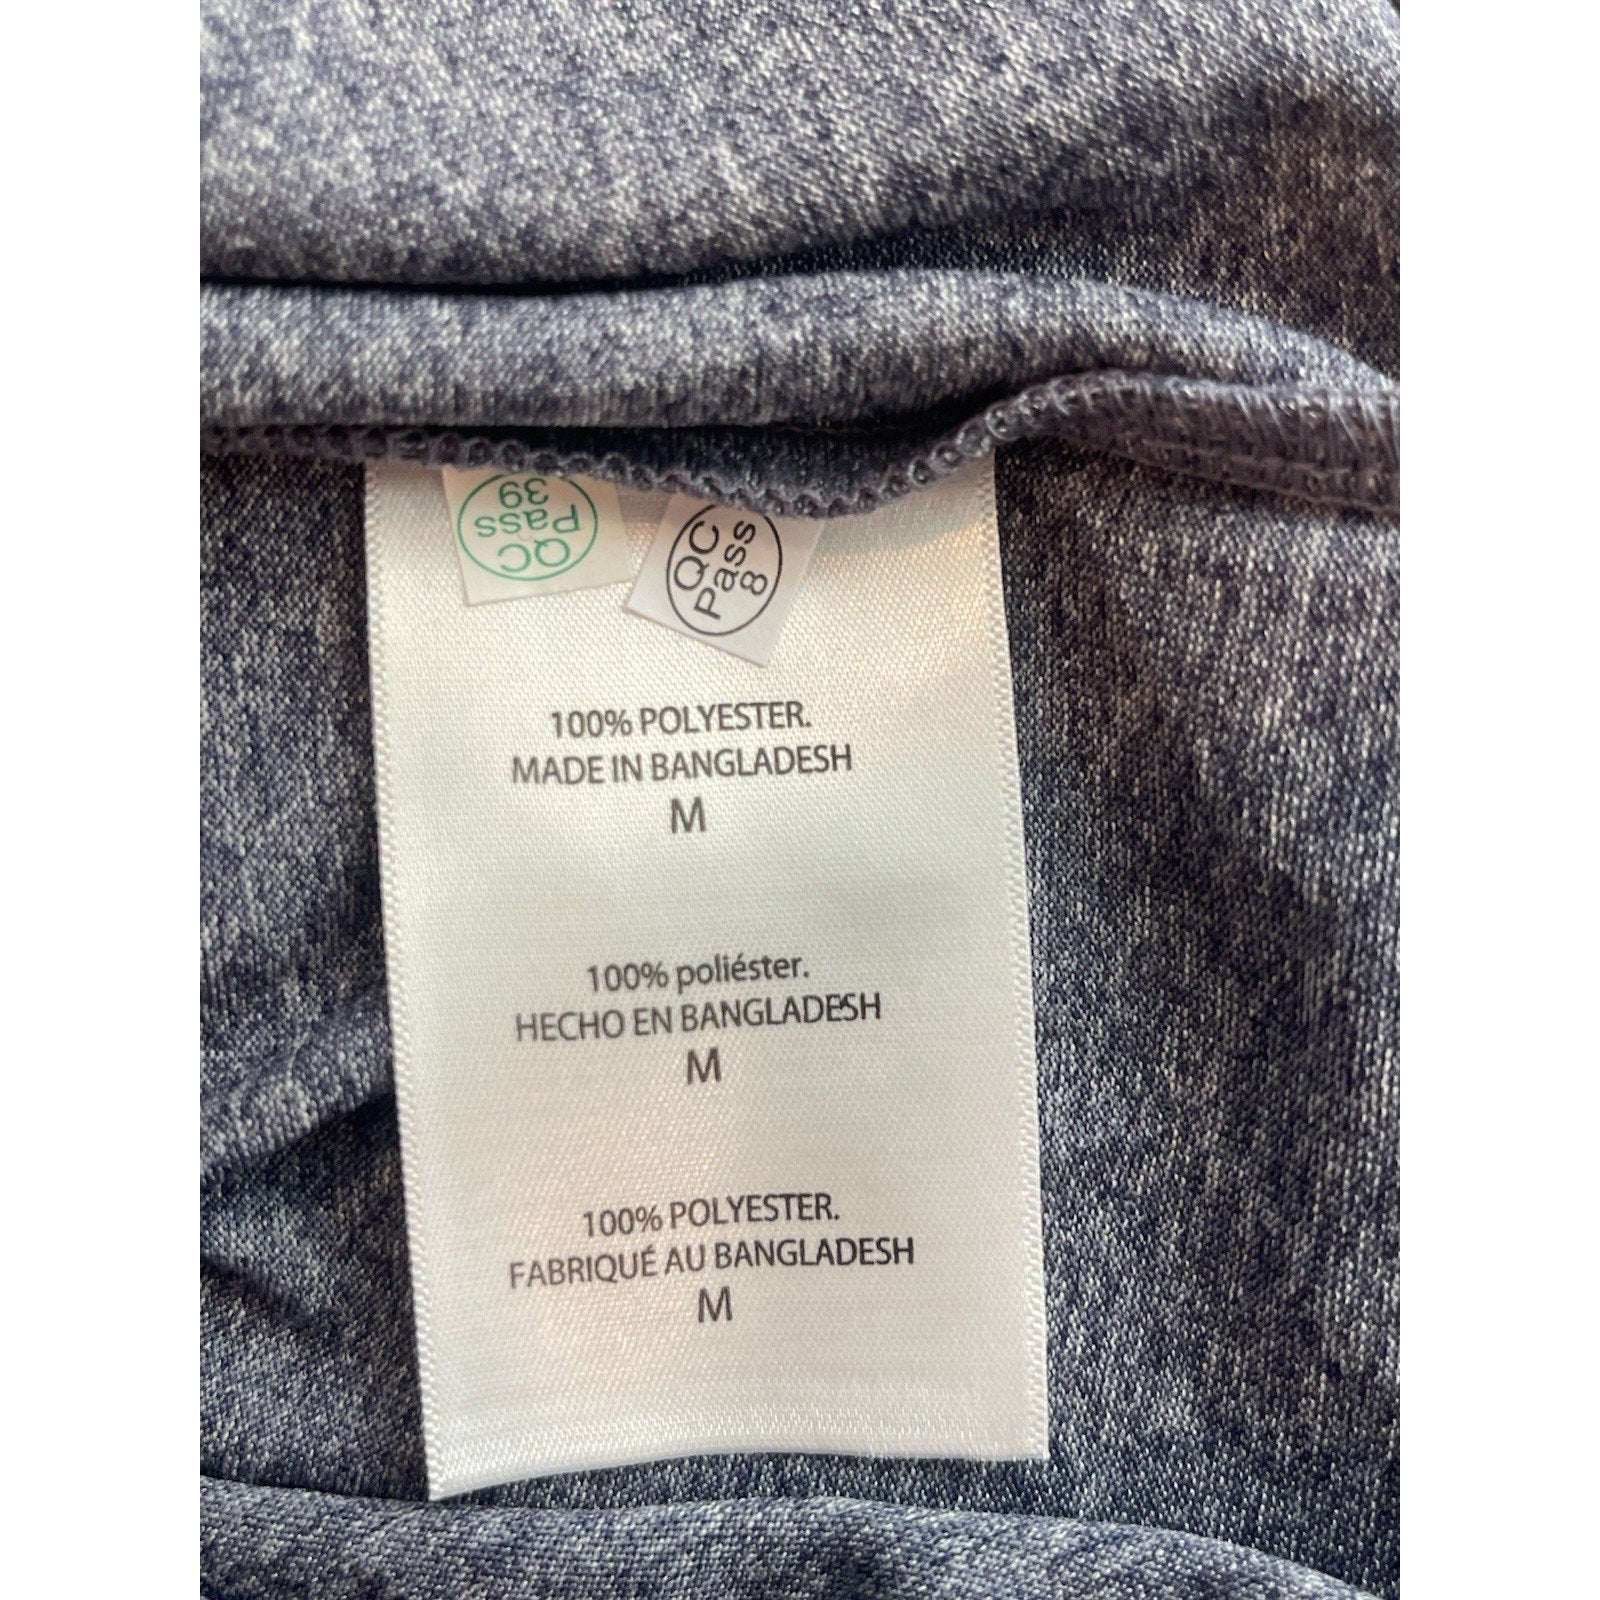 QC
Pass
39
QC
Pass
8
100% POLYESTER.
MADE IN BANGLADESH
M
100% poliéster.
HECHO EN BANGLADESH
M
100% POLYESTER.
FABRIQUÉ AU BANGLADESH
M